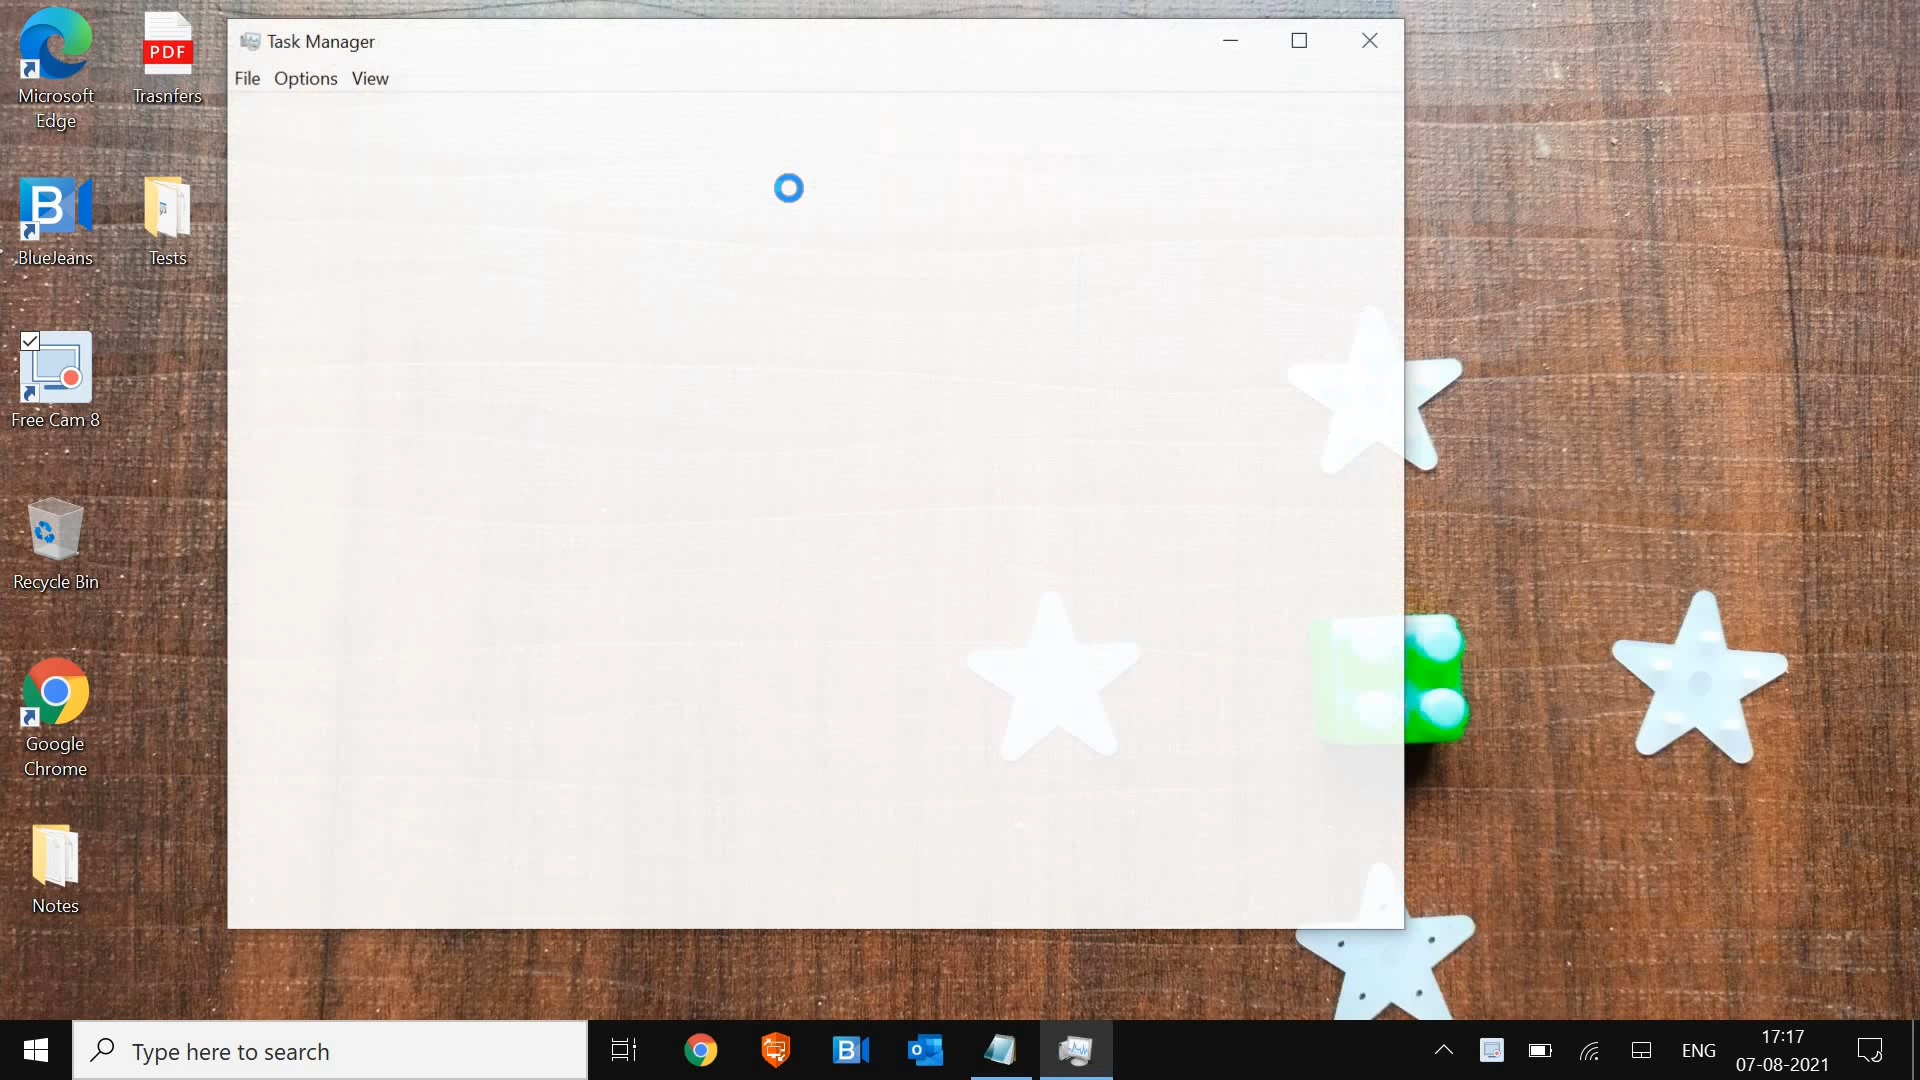 Microsoft
Edge
PDF
Trasnfers
B
BlueJeans
Tests
Free Cam 8
Recycle Bin
Google
Chrome
Notes
Task Manager
File Options View
Type here to search
B
o
ENG
17:17
07-08-2021